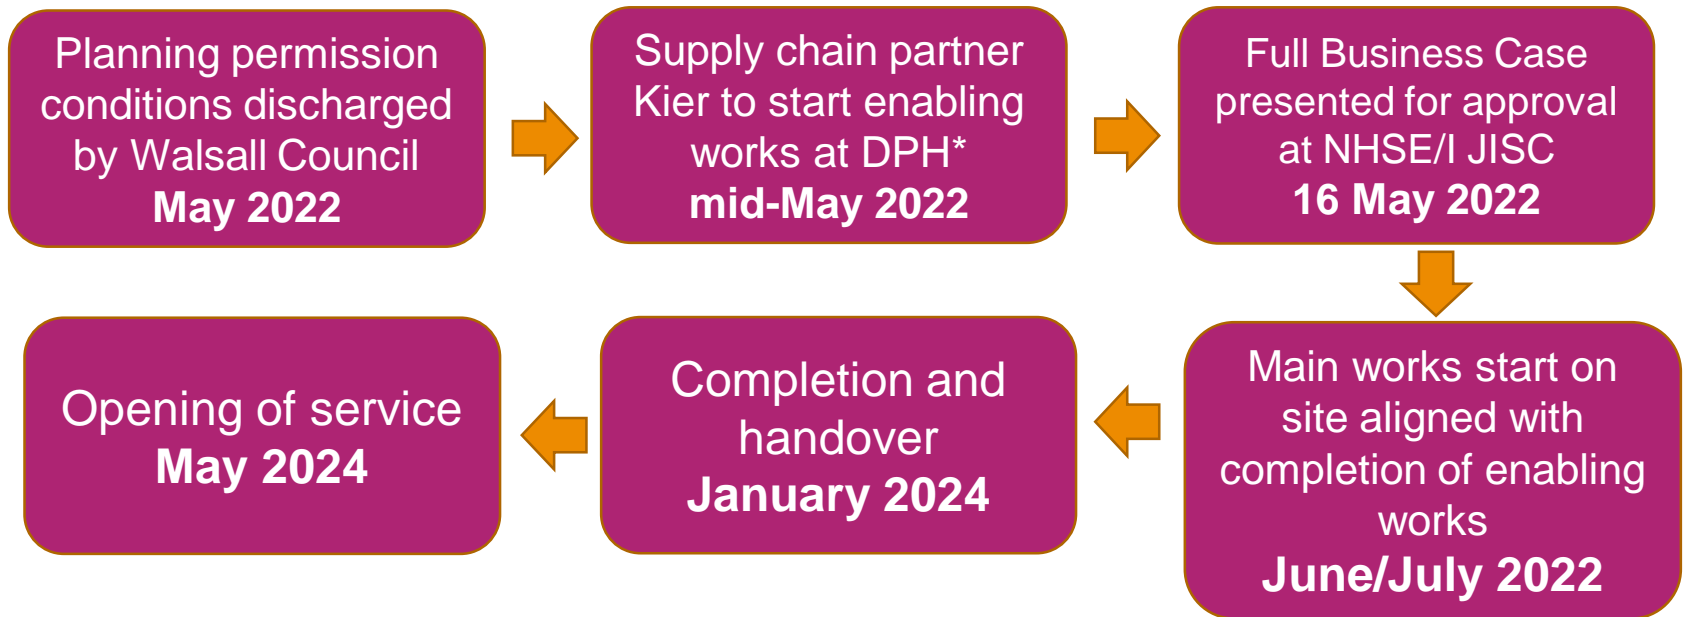 Planning permission
conditions discharged
by Walsall Council
May 2022
Supply chain partner
Kier to start enabling
works at DPH*
mid-May 2022
Full Business Case
presented for approval
at NHSE/I JISC
16 May 2022
Main works start on
site aligned with
completion of enabling
works
June/July 2022
Completion and
handover
January 2024
Opening of service
May 2024